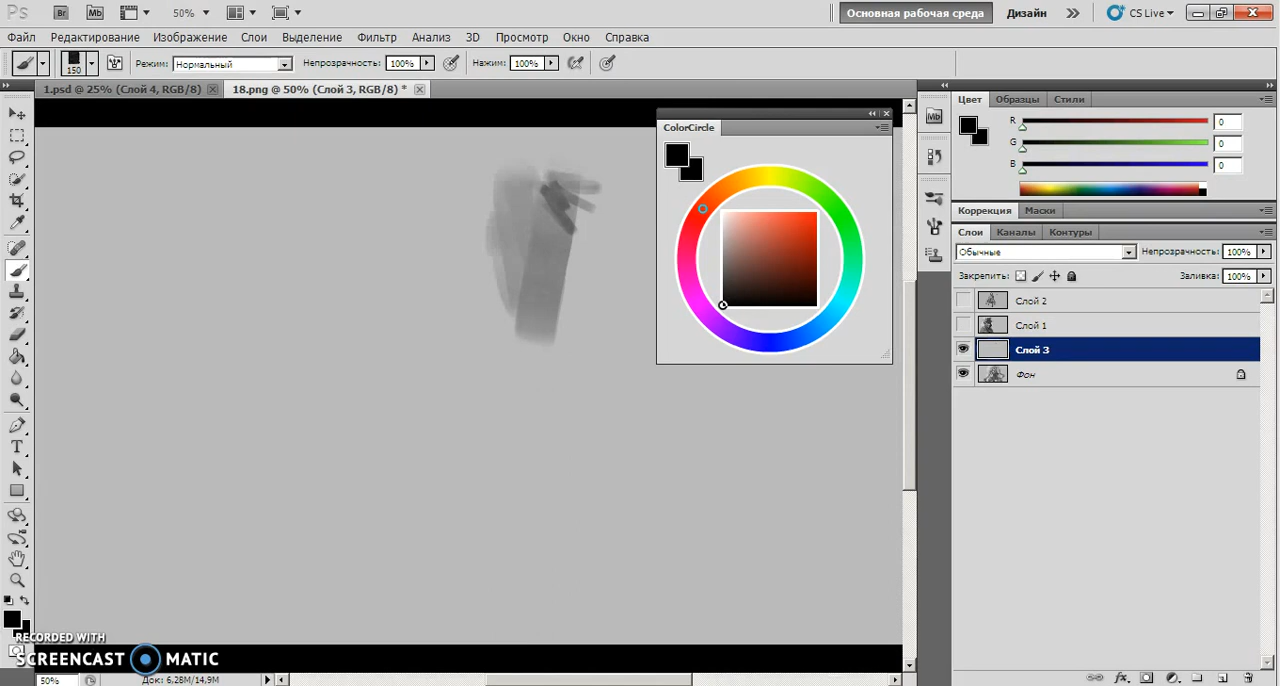 Ps Br Mb 50% Основная рабочая среда Дизайн CS Live
Файл Редактирование Изображение Слои Выделение Фильтр Анализ 3D Просмотр Окно Справка
150 Режим: Нормальный Непрозрачность: 100% Нажим: 100%
1.psd @ 25% (Слой 4, RGB/8) 18.png @ 50% (Слой 3, RGB/8) *
ColorCircle
Mb
Цвет Образцы Стили
R 0
G 0
B 0
Коррекция Маски
Слои Каналы Контуры
Обычные Непрозрачность: 100%
Закрепить: Заливка: 100%
Слой 2
Слой 1
Слой 3
Фон
T
RECORDED WITH
SCREENCAST MATIC
50% Док: 6,28M/14,9M
fx